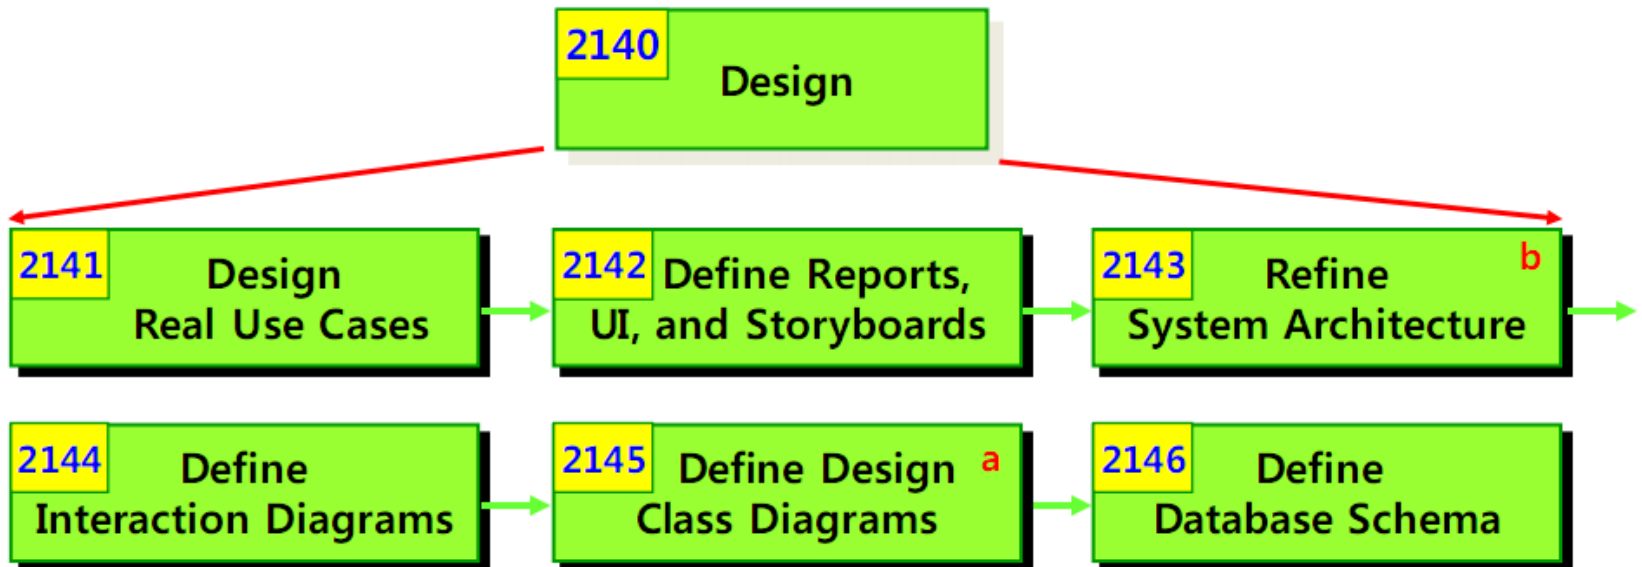 2140
Design
2141
Design
Real Use Cases
2142
Define Reports,
UI, and Storyboards
2143
b
Refine
System Architecture
2144
Define
Interaction Diagrams
2145
Define Design
a
Class Diagrams
2146
Define
Database Schema